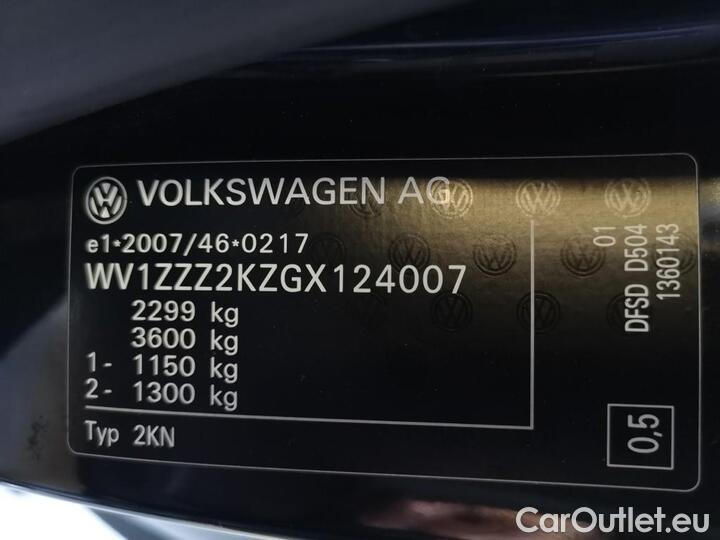 VOLKSWAGEN AG
e1*2007/46*0217
WV1ZZZ2KZGX124007
2299 kg
3600 kg
1- 1150 kg
2- 1300 kg
Typ 2KN
01
DFSD D504
1360143
0,5
CarOutlet.eu